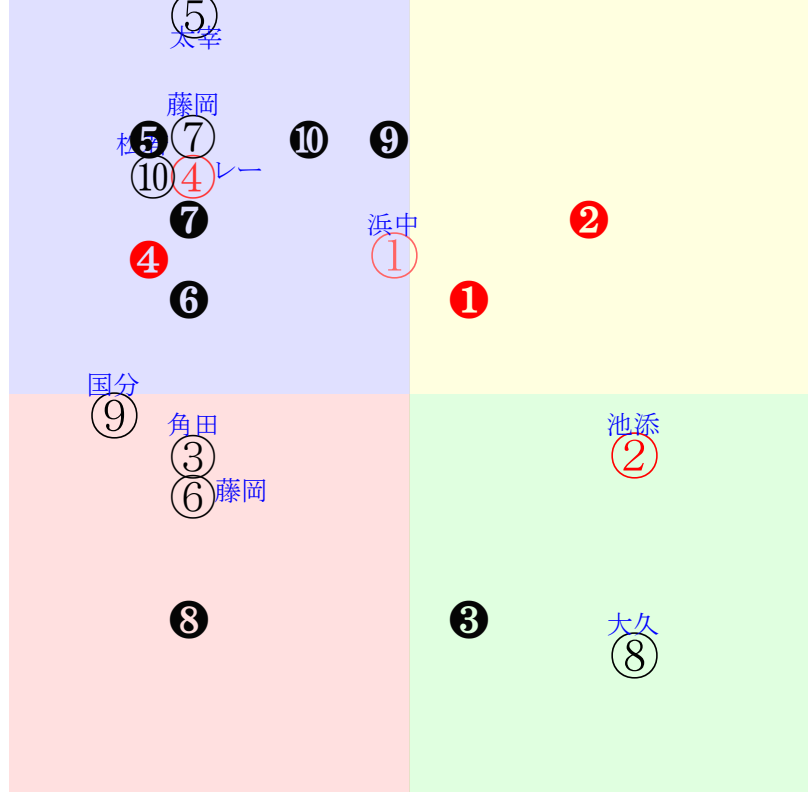 ⑤
太宰
藤岡
❺ ⑦ ❿ ❾
⑩ ④ レー
❼ 浜中 ❷
❹ ①
❻ ❶
国分
⑨ 角田 池添
③ ②
⑥ 藤岡
❽ ❸ 大久
⑧